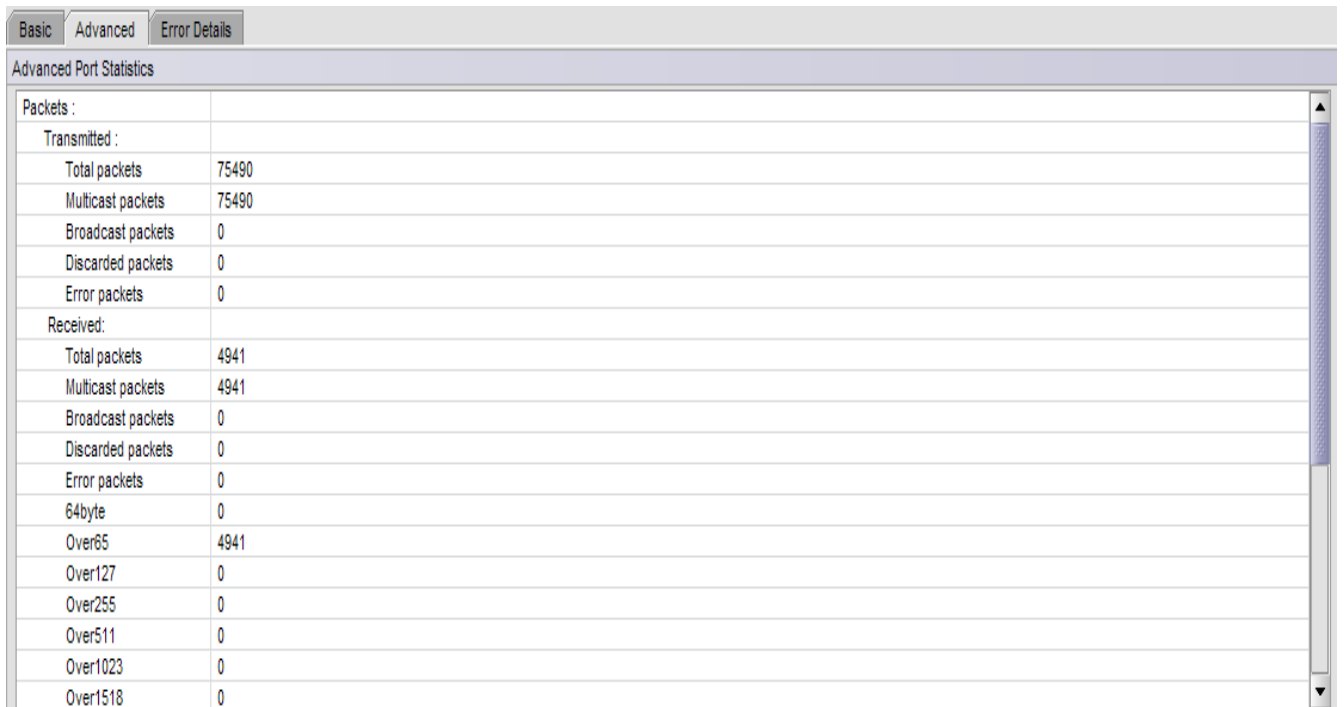 Basic Advanced Error Details
Advanced Port Statistics
Packets :
Transmitted :
Total packets 75490
Multicast packets 75490
Broadcast packets 0
Discarded packets 0
Error packets 0
Received:
Total packets 4941
Multicast packets 4941
Broadcast packets 0
Discarded packets 0
Error packets 0
64byte 0
Over65 4941
Over127 0
Over255 0
Over511 0
Over1023 0
Over1518 0